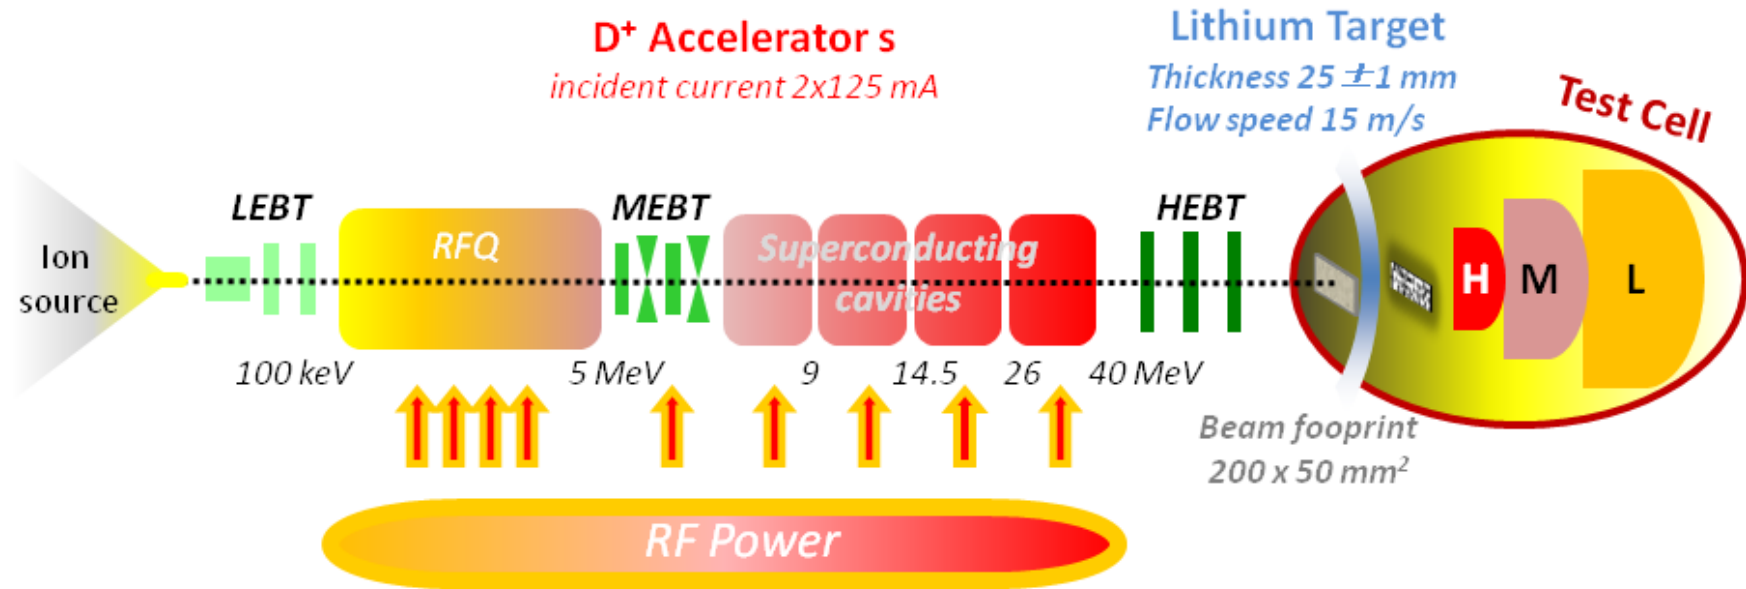 D⁺ Accelerator s
incident current 2x125 mA
Lithium Target
Thickness 25 ±1 mm
Flow speed 15 m/s
Test Cell
Ion
source
LEBT
RFQ
MEBT
Superconducting
cavities
HEBT
H
M
L
100 keV
5 MeV
9
14.5
26
40 MeV
Beam fooprint
200 x 50 mm²
RF Power